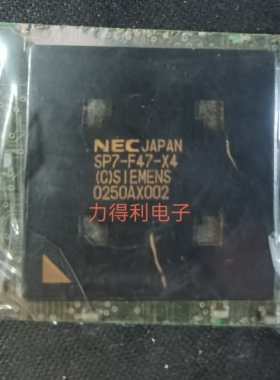 NEC JAPAN
SP7-F47-X4
(C)SIEMENS
0250AX002
力得利电子